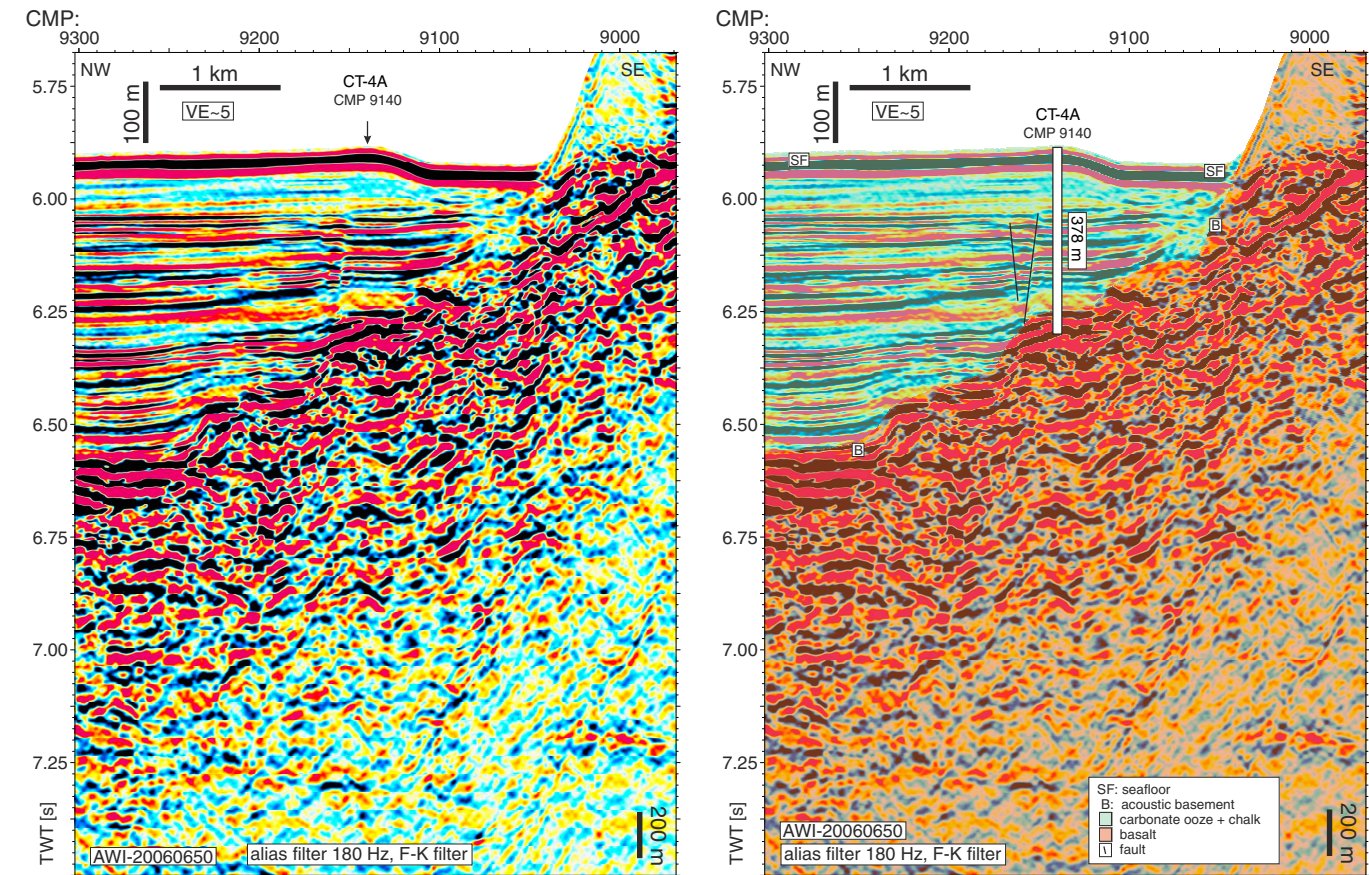 CMP:
9300 9200 9100 9000
NW
1 km
SE
CT-4A
CMP 9140
100 m
VE~5
5.75
6.00
6.25
6.50
6.75
7.00
7.25
TWT [s]
AWI-20060650
alias filter 180 Hz, F-K filter
200 m
CMP:
9300 9200 9100 9000
NW
1 km
SE
CT-4A
CMP 9140
100 m
VE~5
5.75
SF
SF
6.00
378 m
B
6.25
6.50
B
6.75
7.00
7.25
TWT [s]
AWI-20060650
alias filter 180 Hz, F-K filter
SF: seafloor
B: acoustic basement
carbonate ooze + chalk
basalt
fault
200 m